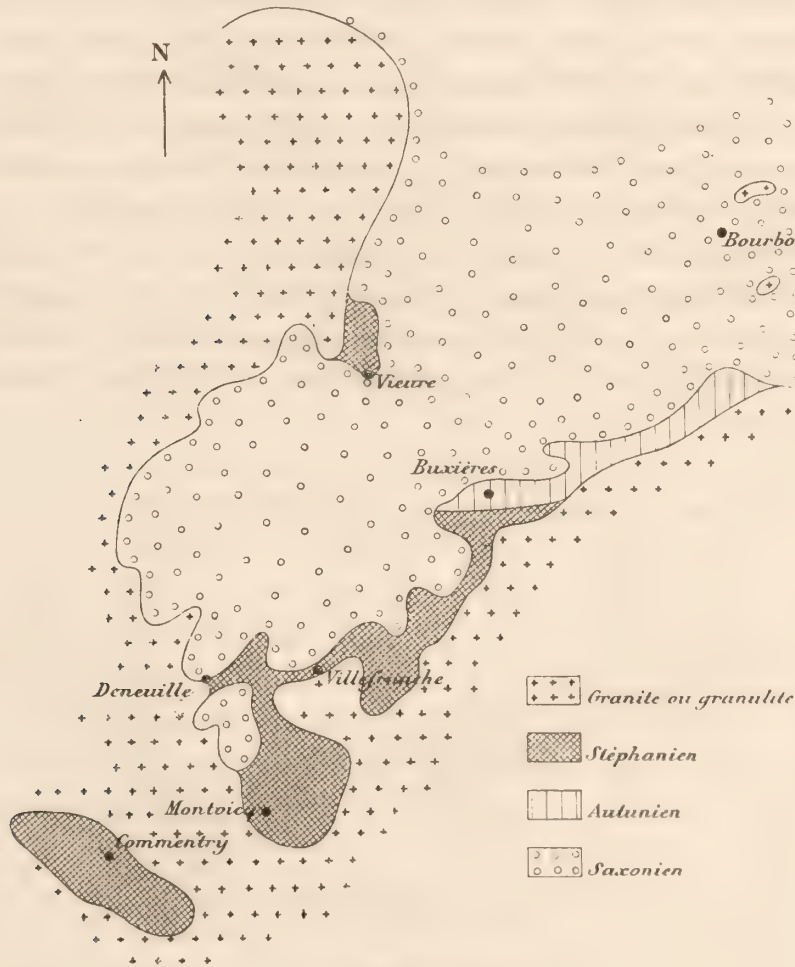 N
Bourbo
Vieure
Buxières
Deneuille
Villefranche
Montvicq
Commentry
Granite ou granulite
Stéphanien
Autunien
Saxonien